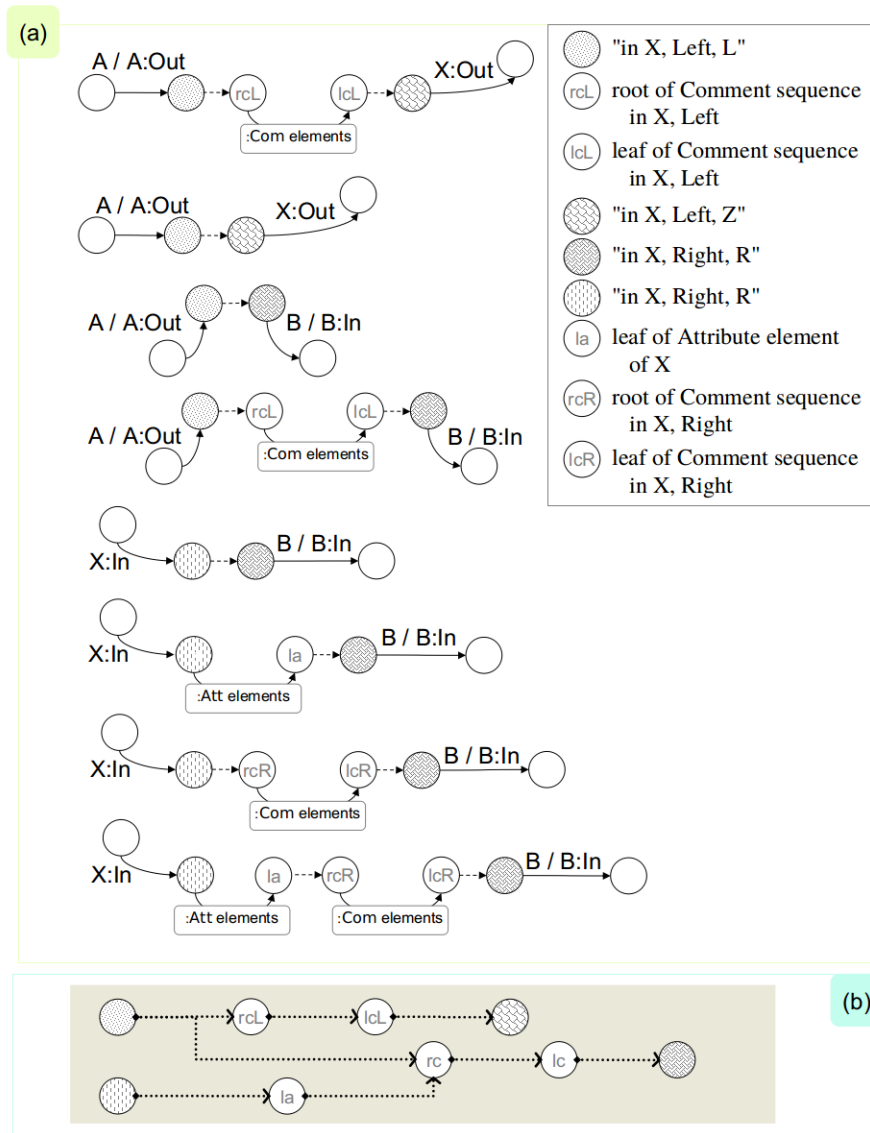 (a)
A / A:Out
rcL
lcL
X:Out
:Com elements
A / A:Out
X:Out
A / A:Out
B / B:In
A / A:Out
rcL
lcL
B / B:In
:Com elements
X:In
B / B:In
X:In
la
B / B:In
:Att elements
X:In
rcR
lcR
B / B:In
:Com elements
X:In
la
rcR
lcR
B / B:In
:Att elements
:Com elements
"in X, Left, L"
rcL root of Comment sequence
in X, Left
lcL leaf of Comment sequence
in X, Left
"in X, Left, Z"
"in X, Right, R"
"in X, Right, R"
la leaf of Attribute element
of X
rcR root of Comment sequence
in X, Right
lcR leaf of Comment sequence
in X, Right
(b)
rcL
lcL
rc
lc
la